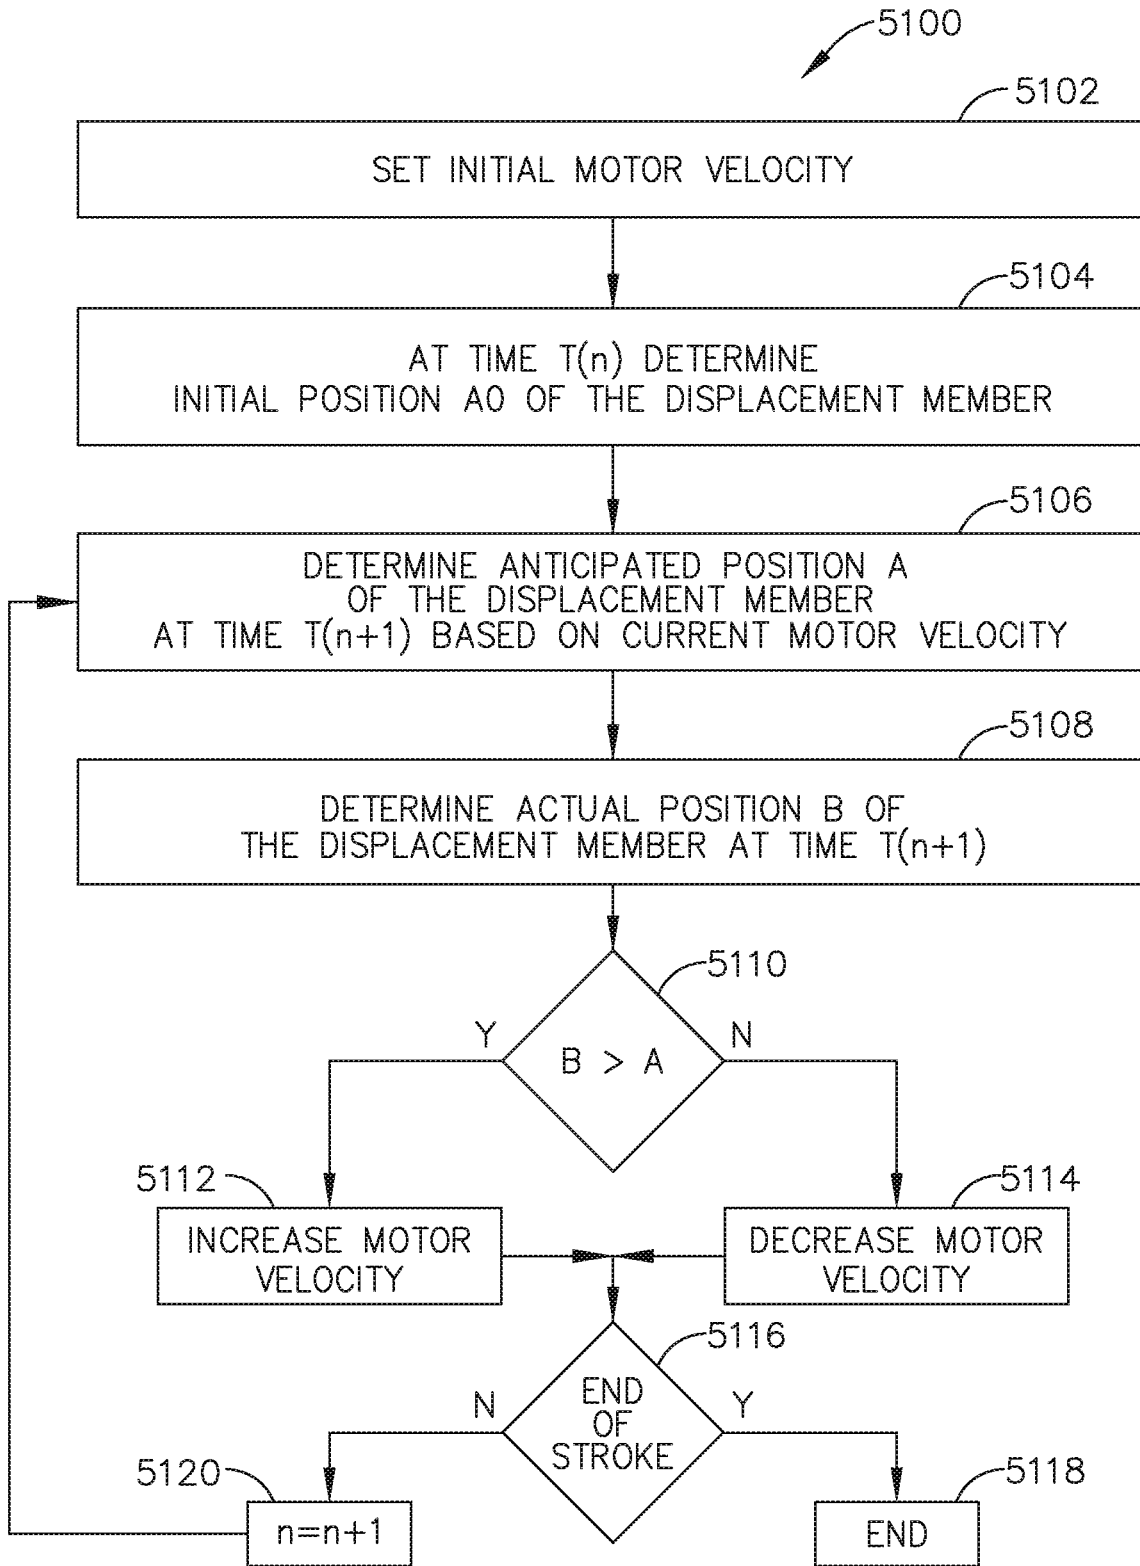 5100
5102
SET INITIAL MOTOR VELOCITY
5104
AT TIME T(n) DETERMINE
INITIAL POSITION A0 OF THE DISPLACEMENT MEMBER
5106
DETERMINE ANTICIPATED POSITION A
OF THE DISPLACEMENT MEMBER
AT TIME T(n+1) BASED ON CURRENT MOTOR VELOCITY
5108
DETERMINE ACTUAL POSITION B OF
THE DISPLACEMENT MEMBER AT TIME T(n+1)
5110
Y
N
B > A
5112
INCREASE MOTOR
VELOCITY
5114
DECREASE MOTOR
VELOCITY
5116
END
OF
STROKE
N
Y
5120
n=n+1
5118
END